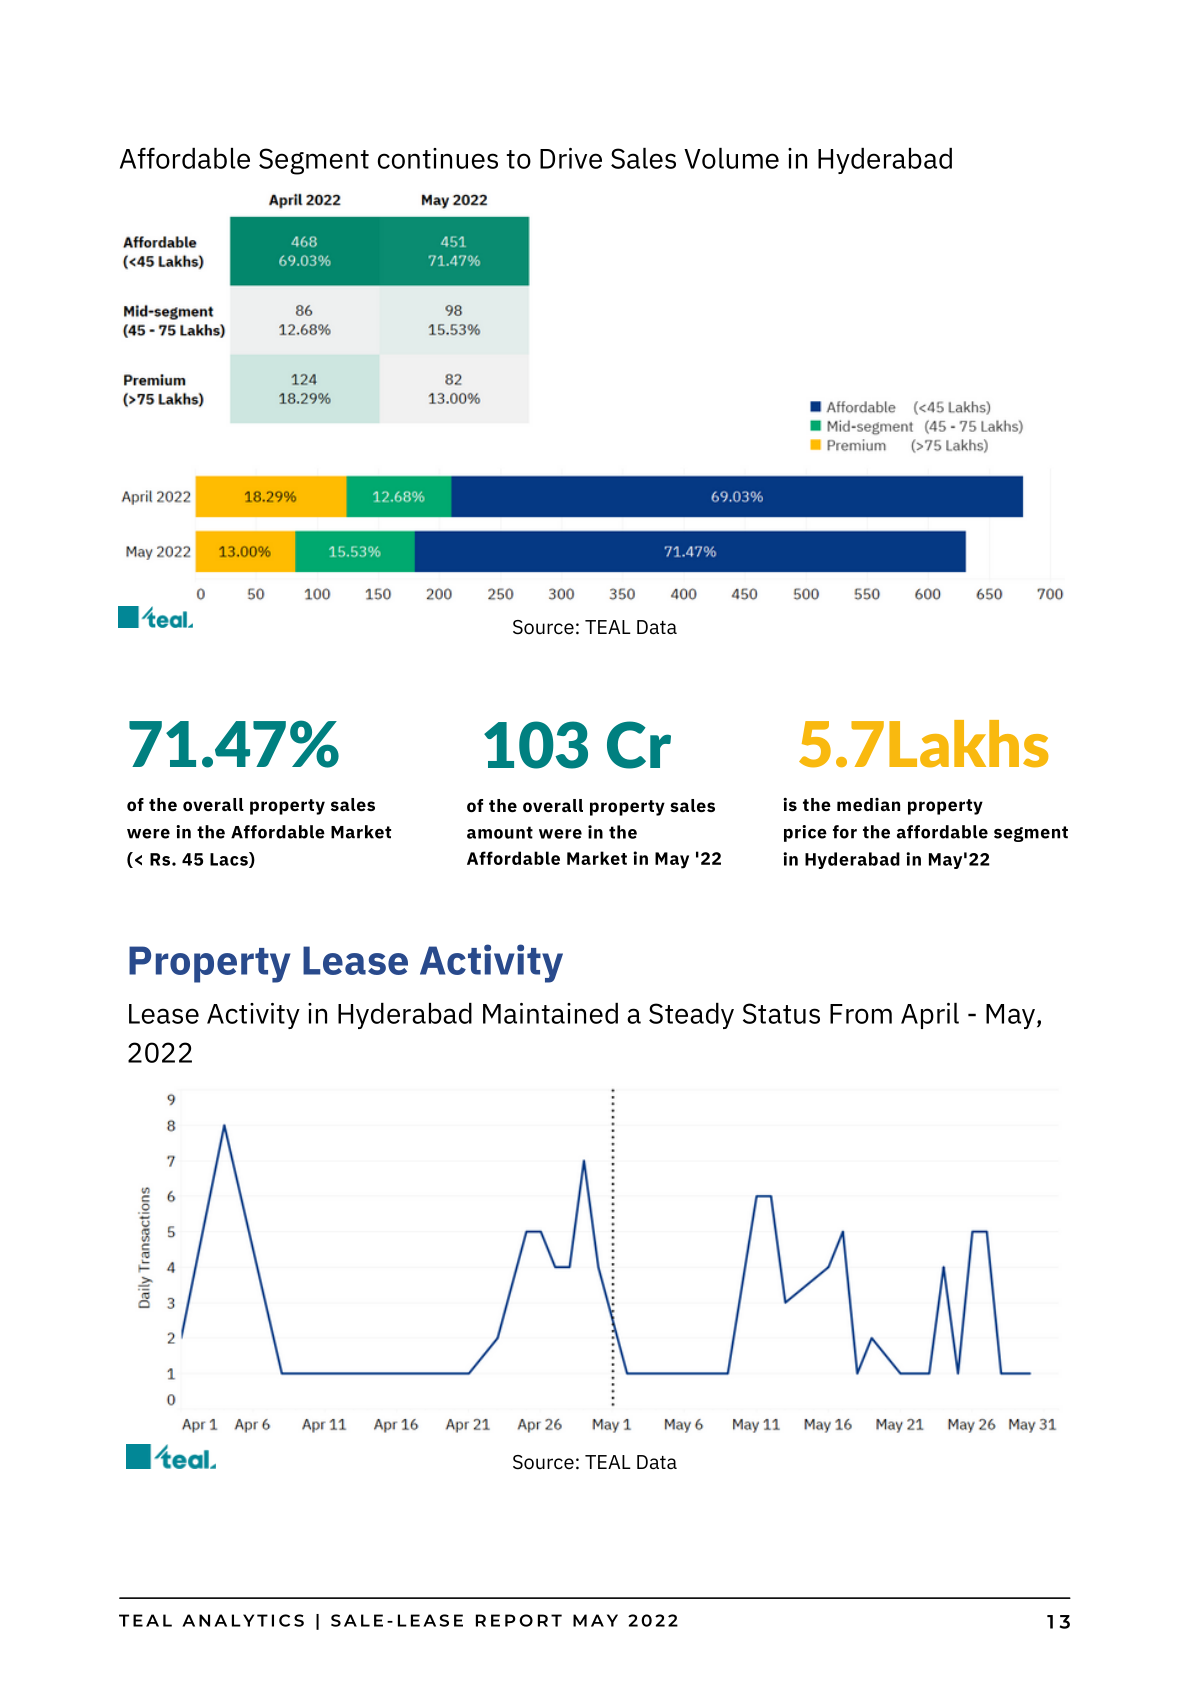 Affordable Segment continues to Drive Sales Volume in Hyderabad
April 2022 May 2022
Affordable 468 451
(<45 Lakhs) 69.03% 71.47%
Mid-segment 86 98
(45 - 75 Lakhs) 12.68% 15.53%
Premium 124 82
(>75 Lakhs) 18.29% 13.00%
Affordable (<45 Lakhs)
Mid-segment (45 - 75 Lakhs)
Premium (>75 Lakhs)
April 2022 18.29% 12.68% 69.03%
May 2022 13.00% 15.53% 71.47%
0 50 100 150 200 250 300 350 400 450 500 550 600 650 700
teal.
Source: TEAL Data
71.47%
of the overall property sales
were in the Affordable Market
(< Rs. 45 Lacs)
103 Cr
of the overall property sales
amount were in the
Affordable Market in May '22
5.7Lakhs
is the median property
price for the affordable segment
in Hyderabad in May'22
Property Lease Activity
Lease Activity in Hyderabad Maintained a Steady Status From April - May,
2022
Daily Transactions
9
8
7
6
5
4
3
2
1
0
Apr 1 Apr 6 Apr 11 Apr 16 Apr 21 Apr 26 May 1 May 6 May 11 May 16 May 21 May 26 May 31
teal.
Source: TEAL Data
TEAL ANALYTICS | SALE-LEASE REPORT MAY 2022 13